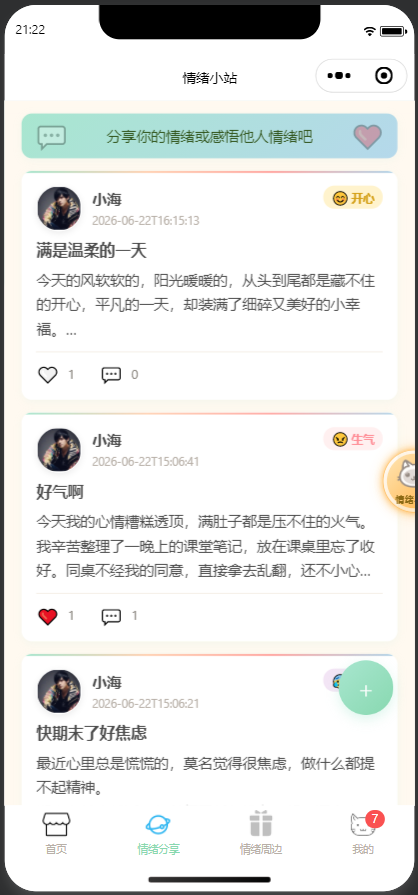 21:22
情绪小站
分享你的情绪或感悟他人情绪吧
小海
😊 开心
2026-06-22T16:15:13
满是温柔的一天
今天的风软软的，阳光暖暖的，从头到尾都是藏不住
的开心，平凡的一天，却装满了细碎又美好的小幸
福。...
1 0
小海
😠 生气
2026-06-22T15:06:41
好气啊
今天我的心情糟糕透顶，满肚子都是压不住的火气。
我辛苦整理了一晚上的课堂笔记，放在课桌里忘了收
好。同桌不经我的同意，直接拿去乱翻，还不小心...
1 1
情绪
小海
2026-06-22T15:06:21
快期末了好焦虑
最近心里总是慌慌的，莫名觉得很焦虑，做什么都提
不起精神。
+
首页
情绪分享
情绪周边
7
我的